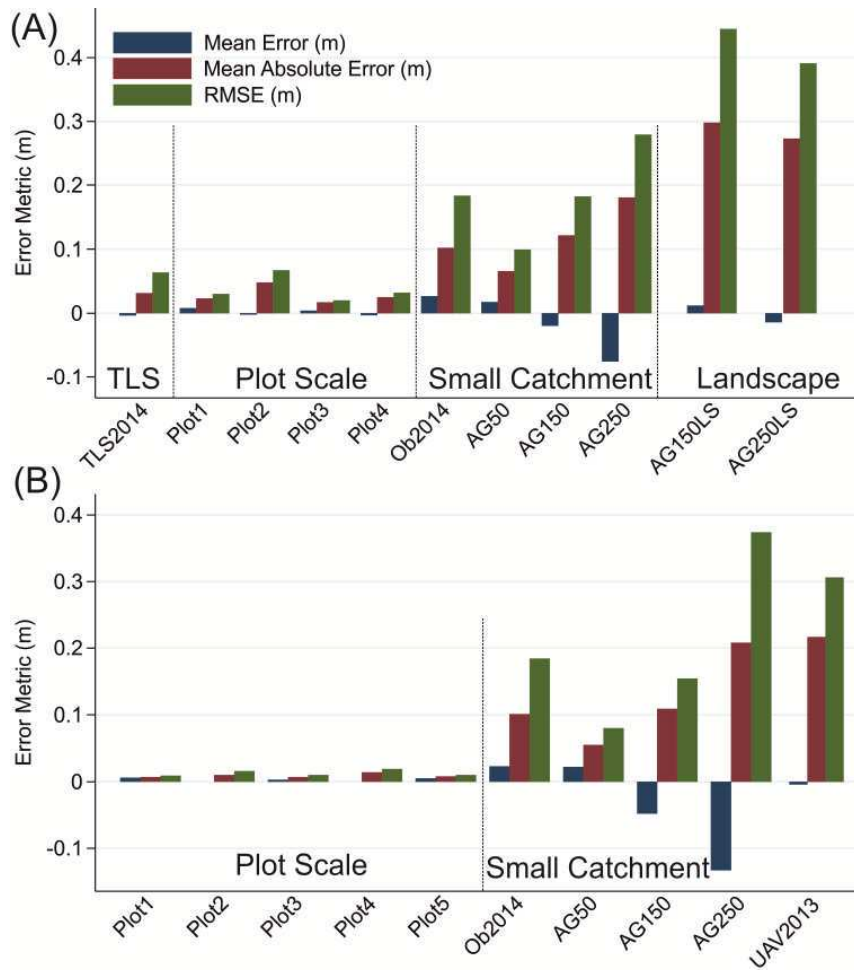 (A)
Mean Error (m)
Mean Absolute Error (m)
RMSE (m)
Error Metric (m)
0.4
0.3
0.2
0.1
0
-0.1
TLS
Plot Scale
Small Catchment
Landscape
TLS2014
Plot1
Plot2
Plot3
Plot4
Ob2014
AG50
AG150
AG250
AG150LS
AG250LS
(B)
Error Metric (m)
0.4
0.3
0.2
0.1
0
-0.1
Plot Scale
Small Catchment
Plot1
Plot2
Plot3
Plot4
Plot5
Ob2014
AG50
AG150
AG250
UAV2013